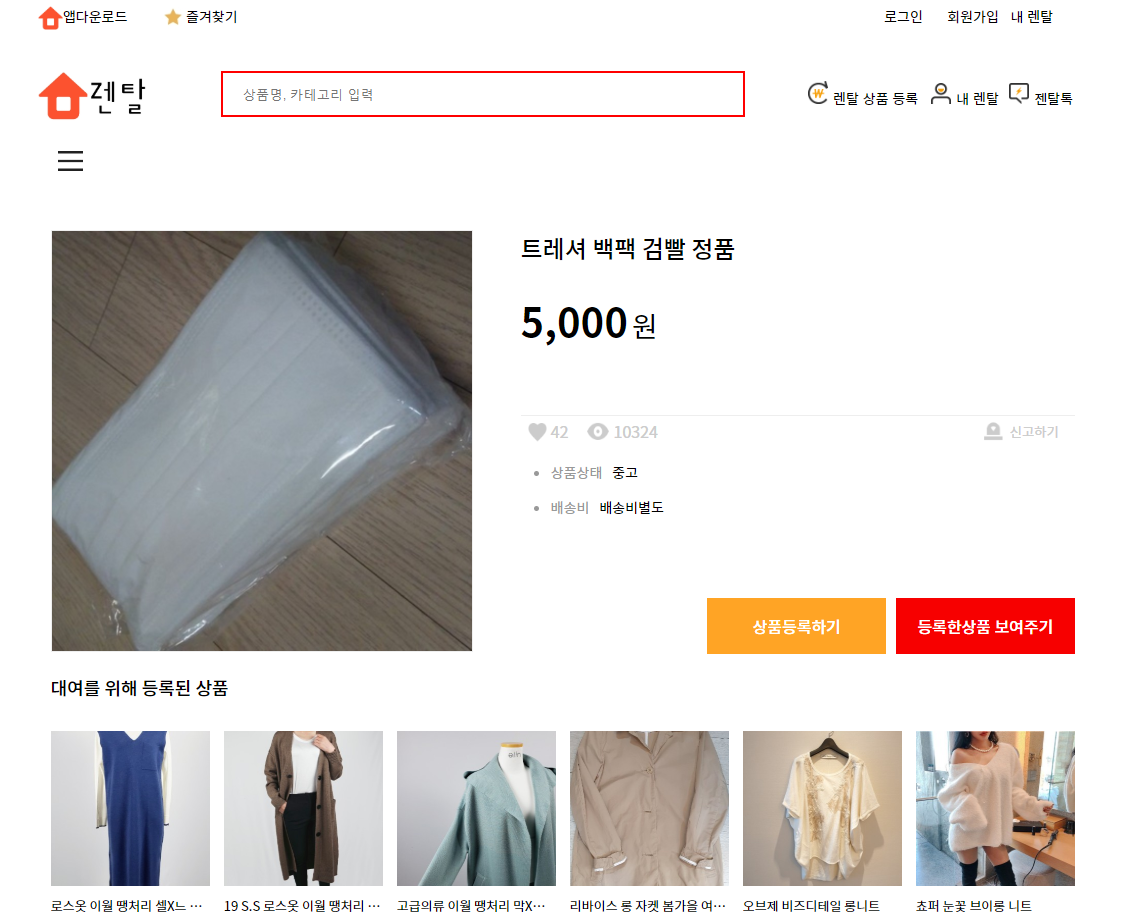 앱다운로드 즐겨찾기 로그인 회원가입 내 렌탈
젠탈 상품명, 카테고리 입력 렌탈 상품 등록 내 렌탈 젠탈톡
트레셔 백팩 검빨 정품
5,000 원
42 10324 신고하기
상품상태 중고
배송비 배송비별도
상품등록하기 등록한상품 보여주기
대여를 위해 등록된 상품
로스옷 이월 땡처리 셀X느 … 19 S.S 로스옷 이월 땡처리 … 고급의류 이월 땡처리 막X… 리바이스 롱 자켓 봄가을 여… 오브제 비즈디테일 롱니트 쵸퍼 눈꽃 브이롱 니트